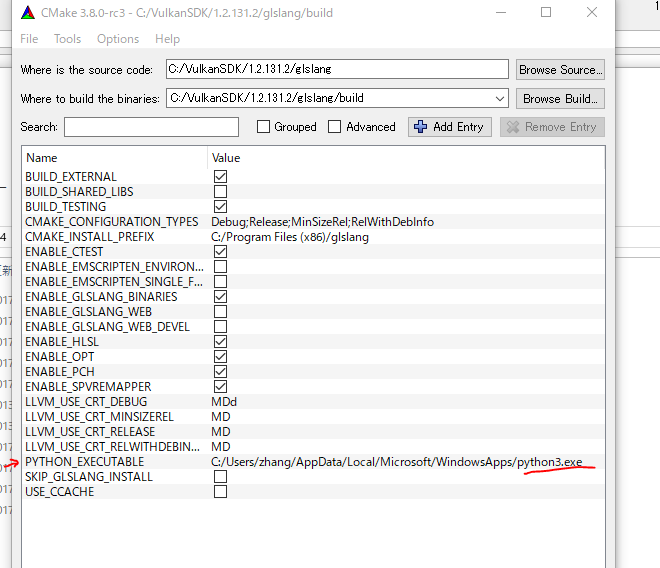 CMake 3.8.0-rc3 - C:/VulkanSDK/1.2.131.2/glslang/build
File Tools Options Help
Where is the source code: C:/VulkanSDK/1.2.131.2/glslang Browse Source...
Where to build the binaries: C:/VulkanSDK/1.2.131.2/glslang/build Browse Build...
Search: Grouped Advanced Add Entry Remove Entry
Name Value
BUILD_EXTERNAL
BUILD_SHARED_LIBS
BUILD_TESTING
CMAKE_CONFIGURATION_TYPES Debug;Release;MinSizeRel;RelWithDebInfo
CMAKE_INSTALL_PREFIX C:/Program Files (x86)/glslang
ENABLE_CTEST
ENABLE_EMSCRIPTEN_ENVIRON...
ENABLE_EMSCRIPTEN_SINGLE_F...
ENABLE_GLSLANG_BINARIES
ENABLE_GLSLANG_WEB
ENABLE_GLSLANG_WEB_DEVEL
ENABLE_HLSL
ENABLE_OPT
ENABLE_PCH
ENABLE_SPVREMAPPER
LLVM_USE_CRT_DEBUG MDd
LLVM_USE_CRT_MINSIZEREL MD
LLVM_USE_CRT_RELEASE MD
LLVM_USE_CRT_RELWITHDEBIN... MD
PYTHON_EXECUTABLE C:/Users/zhang/AppData/Local/Microsoft/WindowsApps/python3.exe
SKIP_GLSLANG_INSTALL
USE_CCACHE